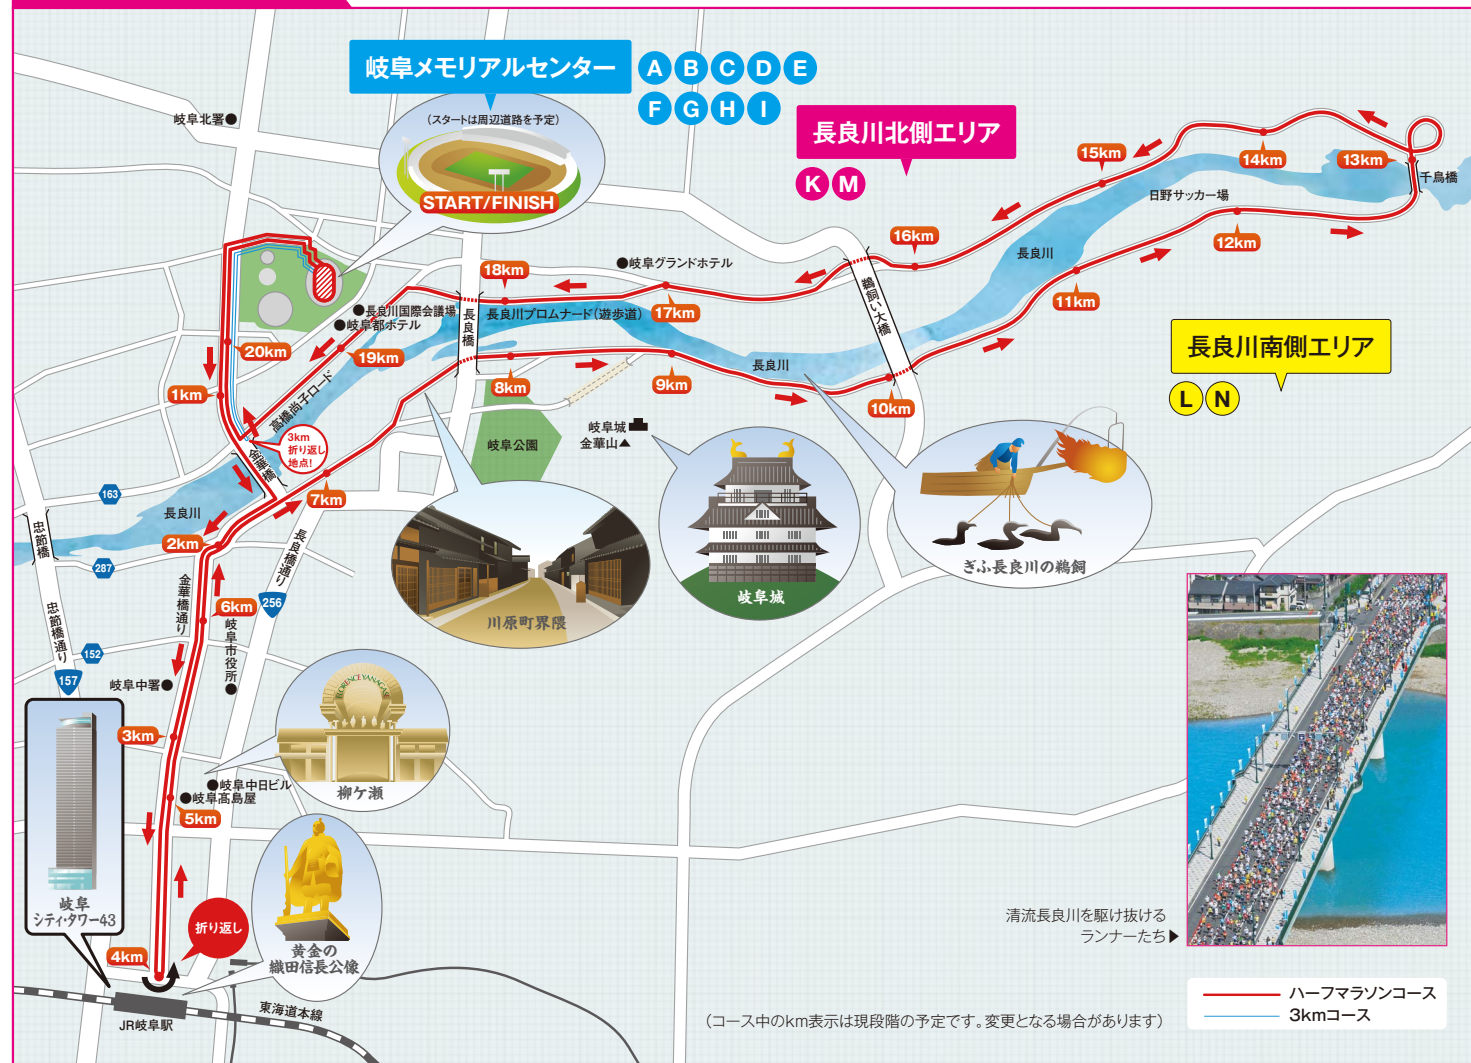 岐阜メモリアルセンター
A B C D E
F G H I
(スタートは周辺道路を予定)
START/FINISH
長良川北側エリア
K M
長良川南側エリア
L N
岐阜北署
15km
14km
13km
千鳥橋
日野サッカー場
12km
16km
長良川
11km
岐阜グランドホテル
18km
17km
鵜飼い大橋
長良川国際会議場
岐阜都ホテル
長良川プロムナード(遊歩道)
長良橋
20km
19km
1km
高橋尚子ロード
8km
9km
長良川
10km
3km
折り返し
地点!
金華橋
岐阜公園
岐阜城
金華山▲
7km
163
長良川
忠節橋
2km
287
長良橋通り
金華橋通り
6km
256
岐阜市役所
忠節橋通り
152
157
岐阜中署
川原町界隈
岐阜城
ぎふ長良川の鵜飼
3km
FLORENCE YANAGASE
柳ケ瀬
岐阜中日ビル
岐阜髙島屋
5km
岐阜
シティ・タワー43
折り返し
4km
黄金の
織田信長公像
JR岐阜駅
東海道本線
清流長良川を駆け抜ける
ランナーたち▶
ハーフマラソンコース
3kmコース
(コース中のkm表示は現段階の予定です。変更となる場合があります)